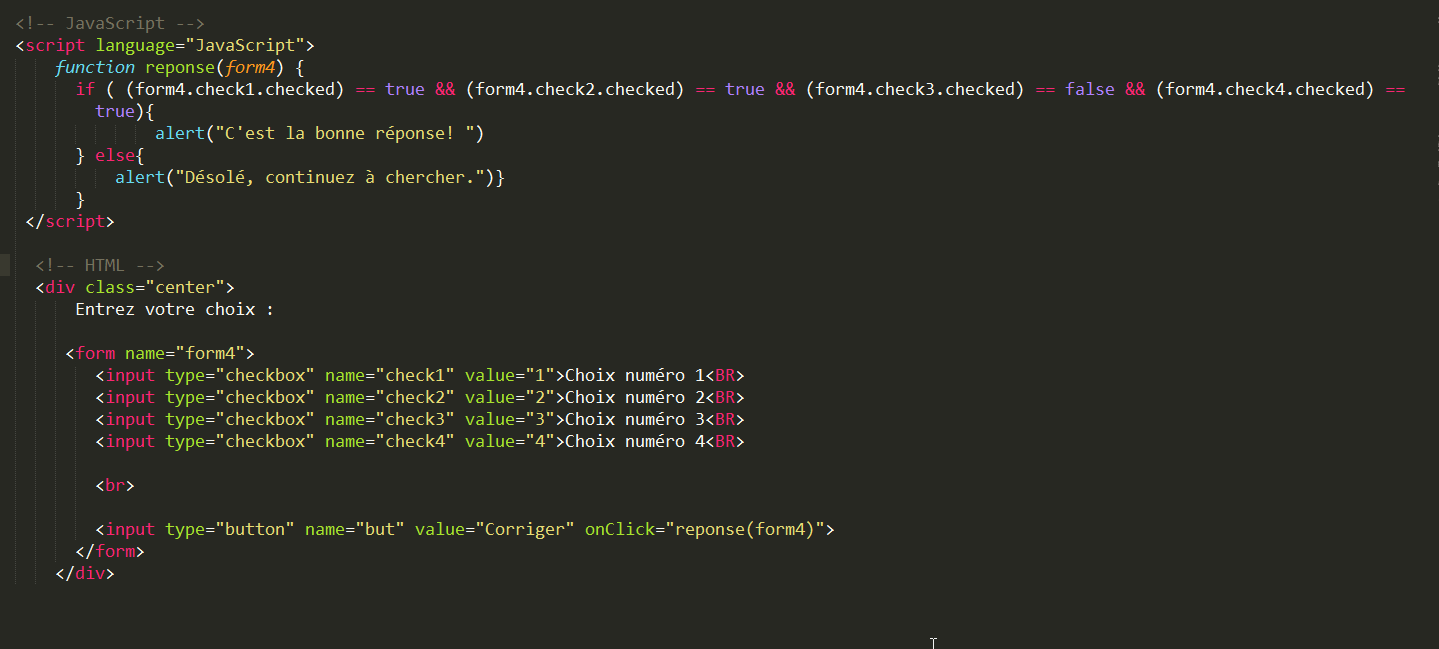 <!-- JavaScript -->
<script language="JavaScript">
function reponse(form4) {
if ( (form4.check1.checked) == true && (form4.check2.checked) == true && (form4.check3.checked) == false && (form4.check4.checked) ==
true){
alert("C'est la bonne réponse! ")
} else{
alert("Désolé, continuez à chercher.")}
}
</script>
<!-- HTML -->
<div class="center">
Entrez votre choix :
<form name="form4">
<input type="checkbox" name="check1" value="1">Choix numéro 1<BR>
<input type="checkbox" name="check2" value="2">Choix numéro 2<BR>
<input type="checkbox" name="check3" value="3">Choix numéro 3<BR>
<input type="checkbox" name="check4" value="4">Choix numéro 4<BR>
<br>
<input type="button" name="but" value="Corriger" onClick="reponse(form4)">
</form>
</div>